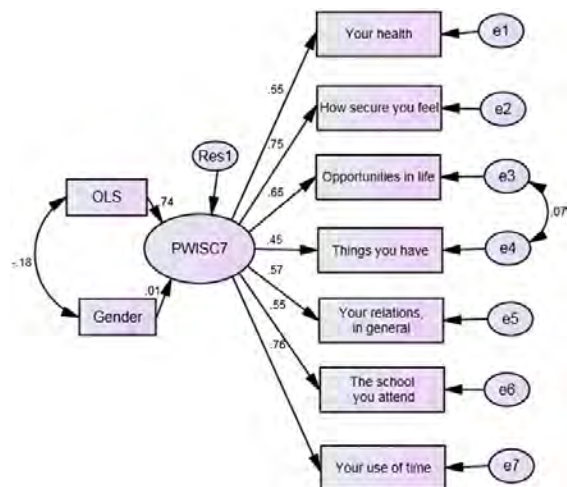 Your health
e1
.55
How secure you feel
e2
.75
Res1
Opportunities in life
e3
.65
OLS
.74
.07
PWISC7
.45
Things you have
e4
-.18
.57
.01
Gender
.55
Your relations,
in general
e5
.76
The school
you attend
e6
Your use of time
e7